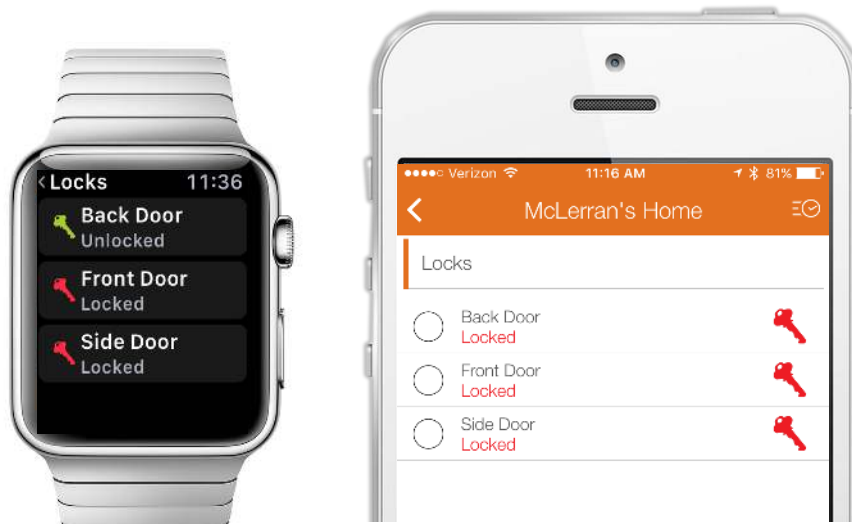 Locks 11:36
Back Door
Unlocked
Front Door
Locked
Side Door
Locked
Verizon 11:16 AM 81%
McLerran's Home
Locks
Back Door
Locked
Front Door
Locked
Side Door
Locked